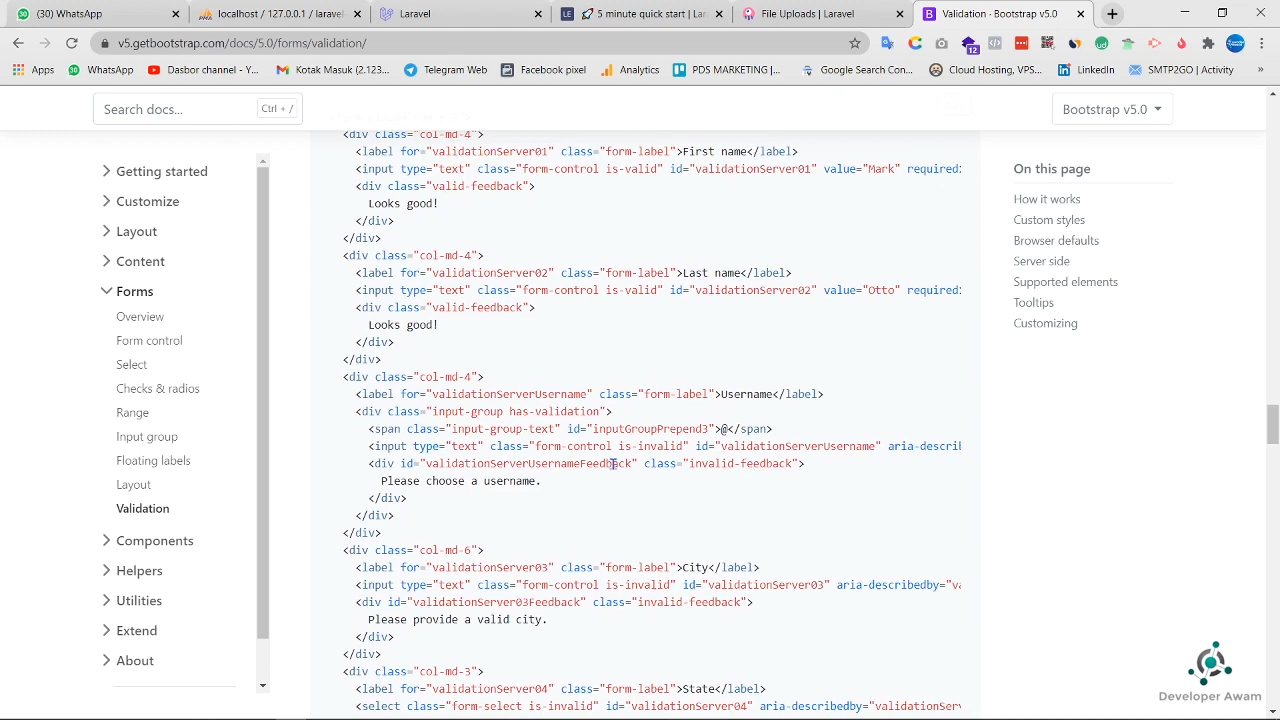 (30) WhatsApp
localhost / 127.0.0.1 / laravel
Laravel
5 minute quick start | Lar
File Uploads | Laravel
Validation · Bootstrap v5.0
v5.getbootstrap.com/docs/5.0/forms/validation/
12
Apps
WhatsApp
Dasbor channel - Y...
Kotak Masuk (2.123...
Telegram Web
Facebook pixel
Analytics
PDS MARKETING |...
Google Search Con...
Cloud Hosting, VPS...
LinkedIn
SMTP2GO | Activity
»
Search docs...
Ctrl + /
Bootstrap v5.0
Getting started
Customize
Layout
Content
Forms
Overview
Form control
Select
Checks & radios
Range
Input group
Floating labels
Layout
Validation
Components
Helpers
Utilities
Extend
About
<div class="col-md-4">
<label for="validationServer01" class="form-label">First name</label>
<input type="text" class="form-control is-valid" id="validationServer01" value="Mark" required
<div class="valid-feedback">
Looks good!
</div>
</div>
<div class="col-md-4">
<label for="validationServer02" class="form-label">Last name</label>
<input type="text" class="form-control is-valid" id="validationServer02" value="Otto" required
<div class="valid-feedback">
Looks good!
</div>
</div>
<div class="col-md-4">
<label for="validationServerUsername" class="form-label">Username</label>
<div class="input-group has-validation">
<span class="input-group-text" id="inputGroupPrepend3">@</span>
<input type="text" class="form-control is-invalid" id="validationServerUsername" aria-describ
<div id="validationServerUsernameFeedback" class="invalid-feedback">
Please choose a username.
</div>
</div>
</div>
<div class="col-md-6">
<label for="validationServer03" class="form-label">City</label>
<input type="text" class="form-control is-invalid" id="validationServer03" aria-describedby="va
<div id="validationServer03Feedback" class="invalid-feedback">
Please provide a valid city.
</div>
</div>
<div class="col-md-3">
<label for="validationServer04" class="form-label">State</label>
<select class="form-select is-invalid" id="validationServer04" aria-describedby="validationServ
On this page
How it works
Custom styles
Browser defaults
Server side
Supported elements
Tooltips
Customizing
Developer Awam